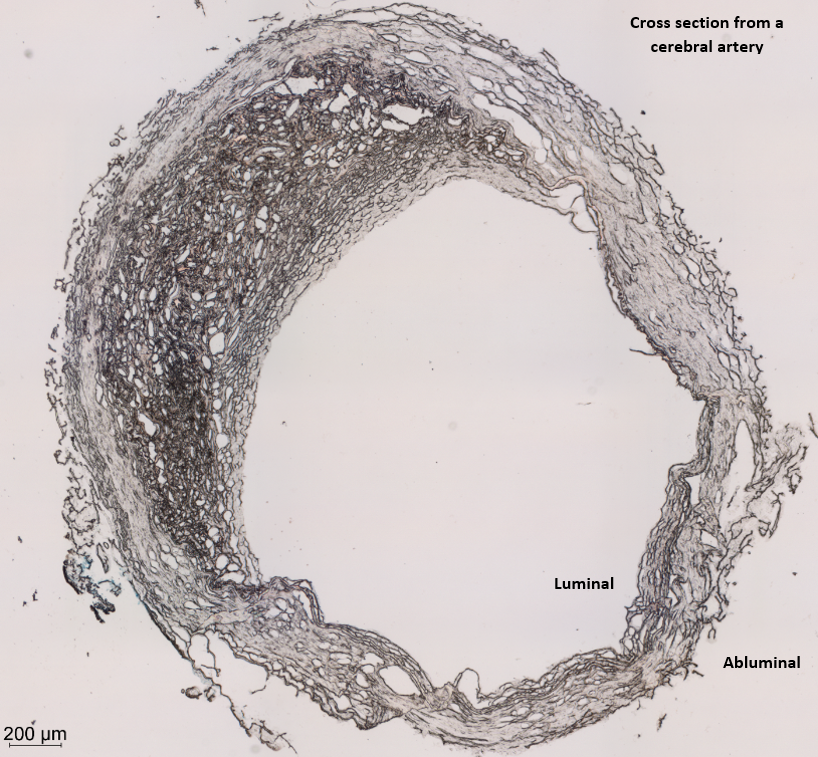 Cross section from a
cerebral artery
Luminal
Abluminal
200 µm